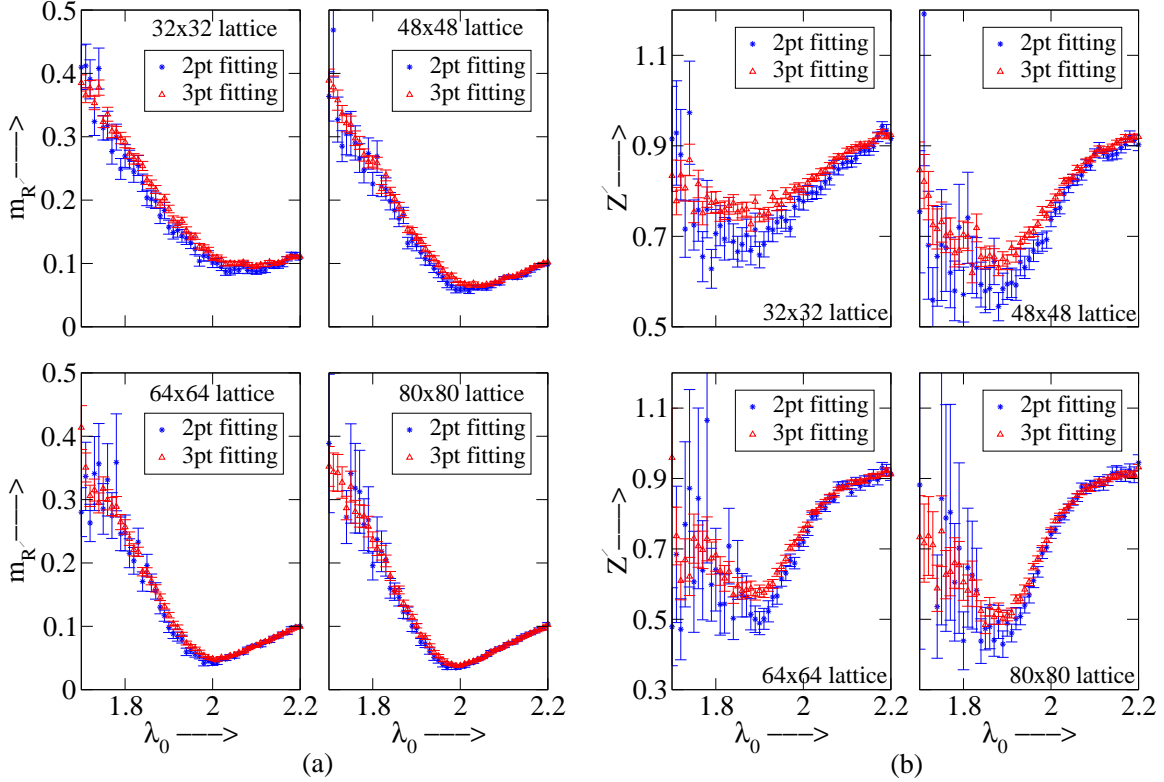 32x32 lattice
2pt fitting
3pt fitting
0.5
0.4
0.3
0.2
0.1
0
m_R′ --->
48x48 lattice
2pt fitting
3pt fitting
2pt fitting
3pt fitting
32x32 lattice
1.1
0.9
0.7
0.5
Z′ --->
2pt fitting
3pt fitting
48x48 lattice
64x64 lattice
2pt fitting
3pt fitting
0.5
0.4
0.3
0.2
0.1
0
m_R′ --->
1.8 2 2.2
λ₀ --->
80x80 lattice
2pt fitting
3pt fitting
1.8 2 2.2
λ₀ --->
(a)
2pt fitting
3pt fitting
64x64 lattice
1.1
0.9
0.7
0.5
0.3
Z′ --->
1.8 2 2.2
λ₀ --->
2pt fitting
3pt fitting
80x80 lattice
1.8 2 2.2
λ₀ --->
(b)